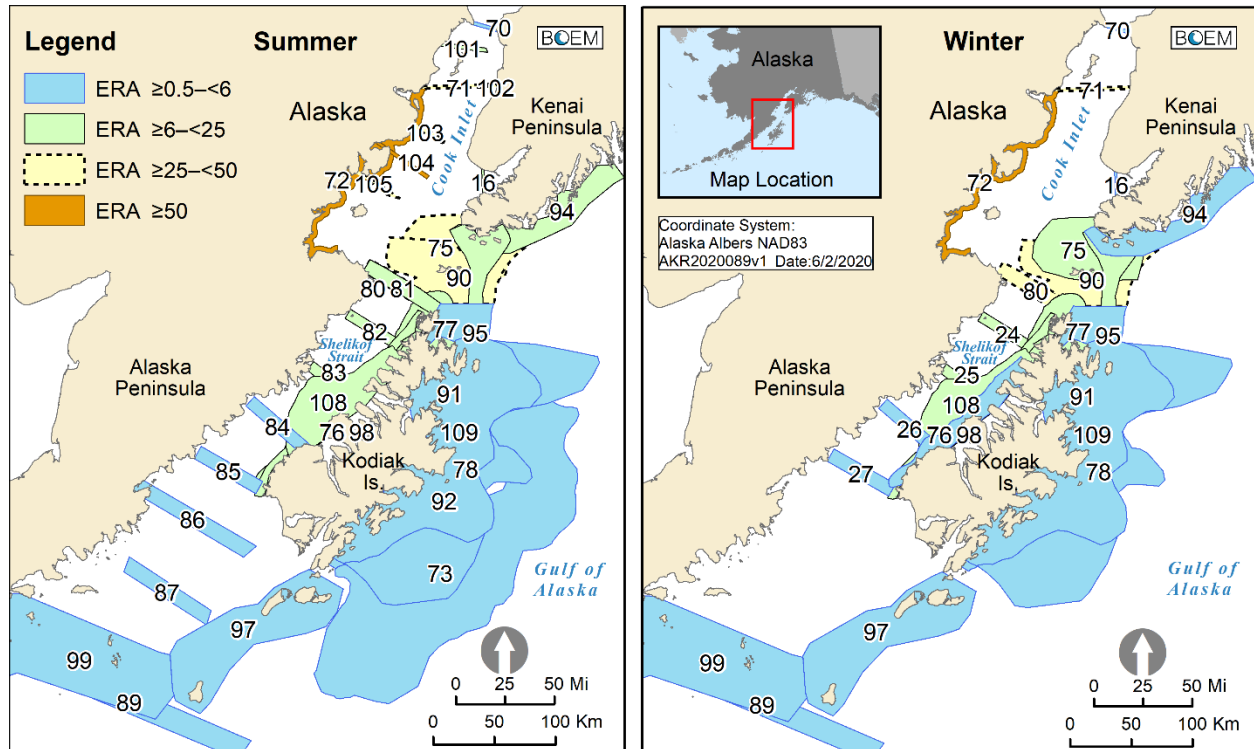 Legend
ERA ≥0.5–<6
ERA ≥6–<25
ERA ≥25–<50
ERA ≥50
Summer
BOEM
70
101
71
102
Alaska
Kenai
Peninsula
103
Cook Inlet
104
72
105
16
94
75
90
80
81
82
77
95
Shelikof
Strait
83
Alaska
Peninsula
108
91
84
76
98
109
Kodiak
Is.
78
85
92
86
73
Gulf of
Alaska
87
97
99
89
0 25 50 Mi
0 50 100 Km
Alaska
Map Location
Coordinate System:
Alaska Albers NAD83
AKR2020089v1 Date:6/2/2020
Winter
BOEM
70
71
Alaska
Kenai
Peninsula
Cook Inlet
72
16
94
75
90
80
24
77
95
Shelikof
Strait
25
Alaska
Peninsula
108
91
26
76
98
109
Kodiak
Is.
78
27
Gulf of
Alaska
97
99
89
0 25 50 Mi
0 50 100 Km